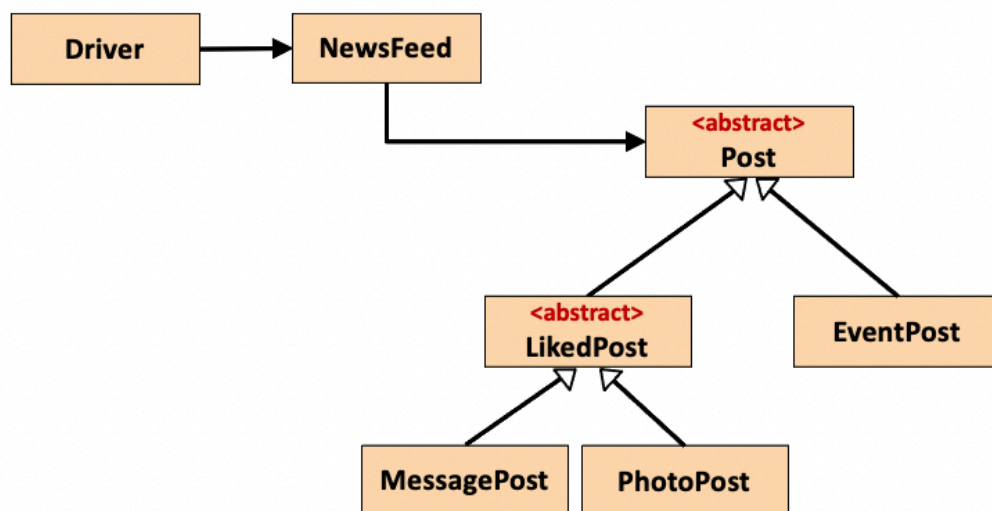 Driver
NewsFeed
<abstract>
Post
<abstract>
LikedPost
EventPost
MessagePost
PhotoPost